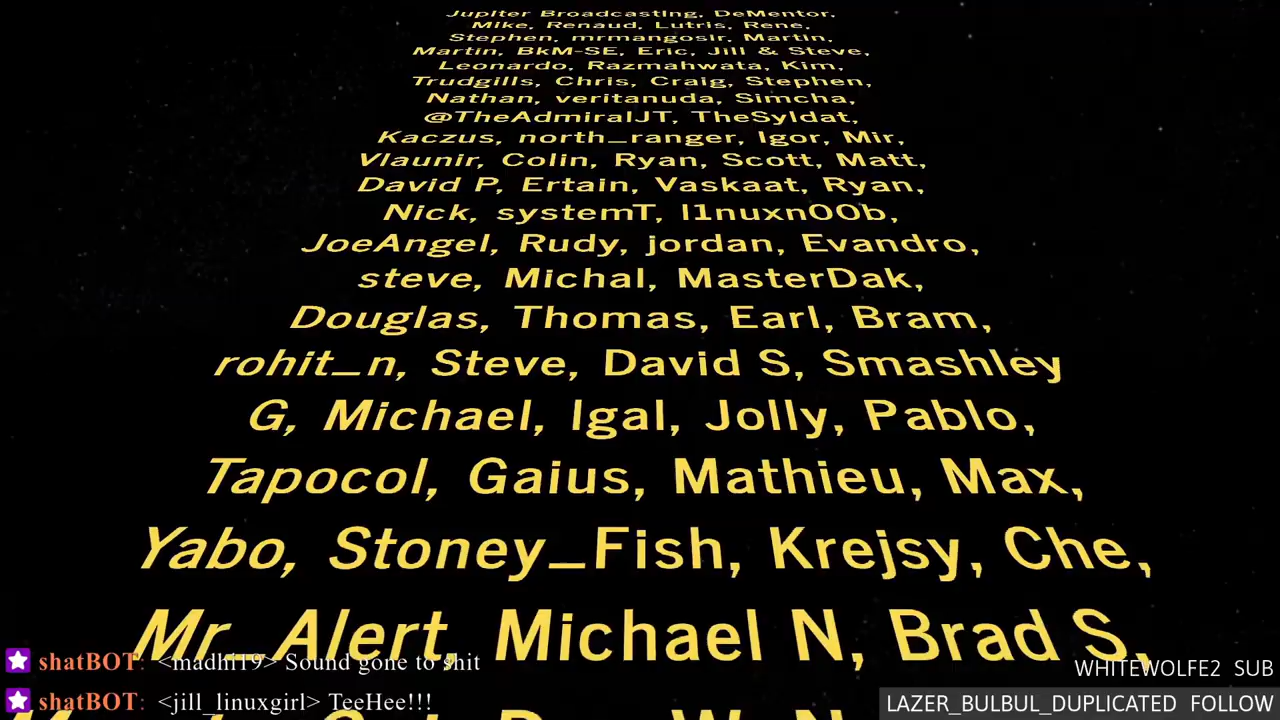 Jupiter Broadcasting, DeMentor,
Mike, Renaud, Lutris, Rene,
Stephen, mrmangosir, Martin,
Martin, BkM-SE, Eric, Jill & Steve,
Leonardo, Razmahwata, Kim,
Trudgills, Chris, Craig, Stephen,
Nathan, veritanuda, Simcha,
@TheAdmiralJT, TheSyldat,
Kaczus, north_ranger, Igor, Mir,
Vlaunir, Colin, Ryan, Scott, Matt,
David P, Ertain, Vaskaat, Ryan,
Nick, systemT, l1nuxn00b,
JoeAngel, Rudy, jordan, Evandro,
steve, Michal, MasterDak,
Douglas, Thomas, Earl, Bram,
rohit_n, Steve, David S, Smashley
G, Michael, Igal, Jolly, Pablo,
Tapocol, Gaius, Mathieu, Max,
Yabo, Stoney_Fish, Krejsy, Che,
Mr_Alert, Michael N, Brad S,
shatBOT: <madhi19> Sound gone to shit
WHITEWOLFE2 SUB
shatBOT: <jill_linuxgirl> TeeHee!!!
LAZER_BULBUL_DUPLICATED FOLLOW